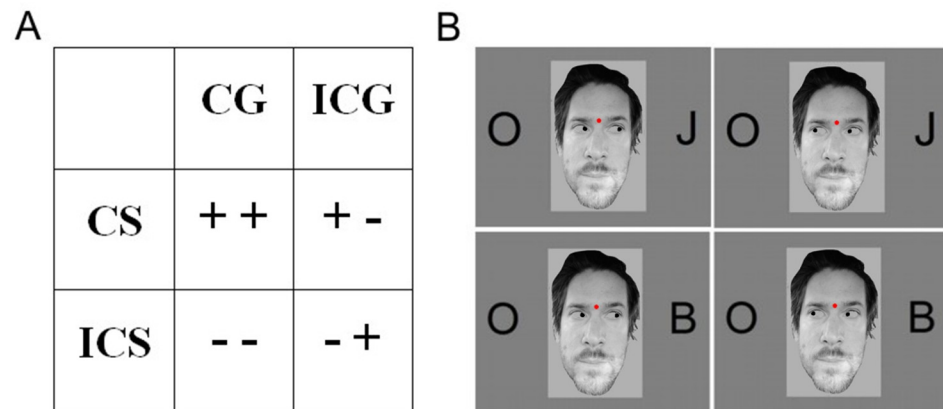 A
B
CG ICG
CS ++ +-
ICS -- -+
O J O J
O B O B